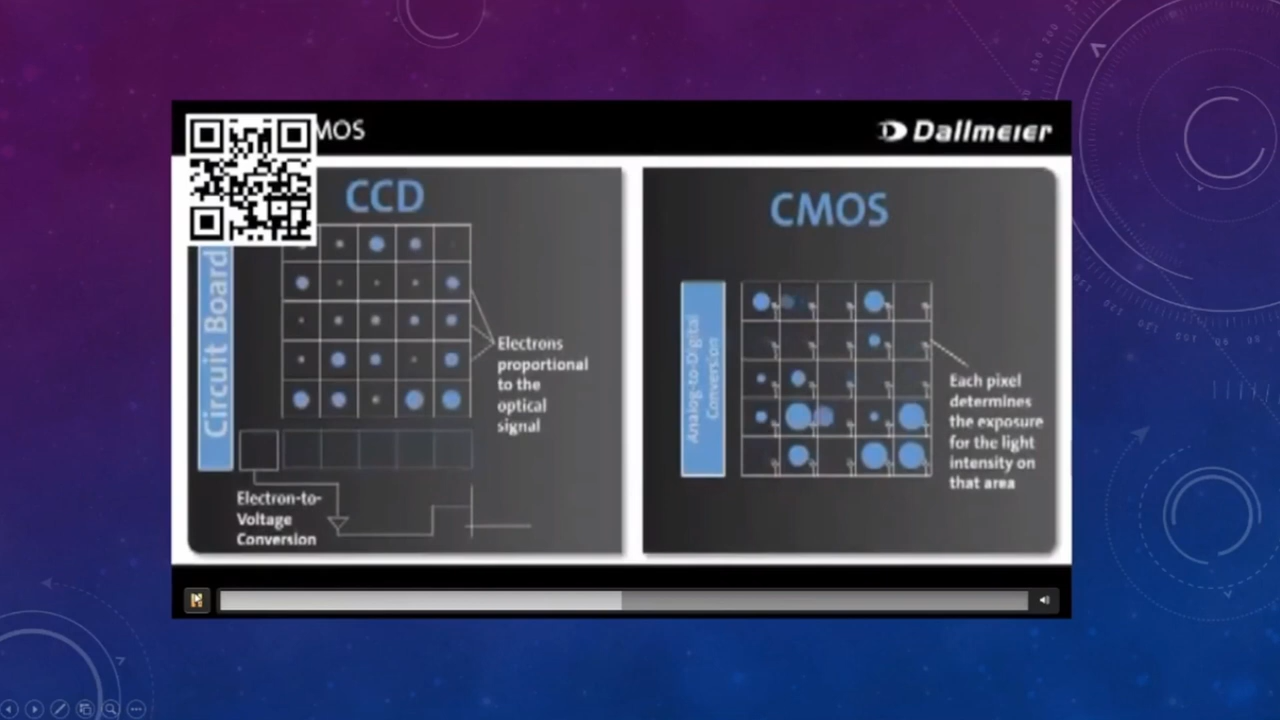 MOS
Dallmeier
CCD
Circuit Board
Electrons
proportional
to the
optical
signal
Electron-to-
Voltage
Conversion
CMOS
Analog-to-Digital
Conversion
Each pixel
determines
the exposure
for the light
intensity on
that area